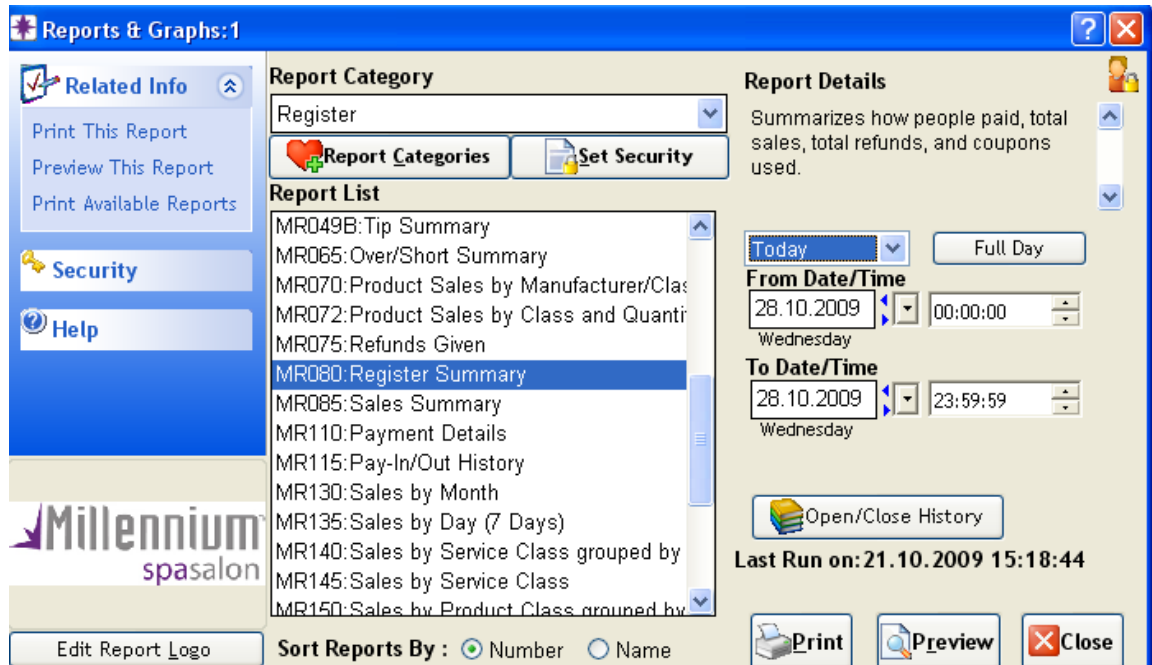 Reports & Graphs:1
Related Info
Print This Report
Preview This Report
Print Available Reports
Security
Help
Millennium
spasalon
Edit Report Logo
Report Category
Register
Report Categories
Set Security
Report List
MR049B:Tip Summary
MR065:Over/Short Summary
MR070:Product Sales by Manufacturer/Clas
MR072:Product Sales by Class and Quanti
MR075:Refunds Given
MR080:Register Summary
MR085:Sales Summary
MR110:Payment Details
MR115:Pay-In/Out History
MR130:Sales by Month
MR135:Sales by Day (7 Days)
MR140:Sales by Service Class grouped by
MR145:Sales by Service Class
MR150:Sales by Product Class grouped by
Sort Reports By : Number Name
Report Details
Summarizes how people paid, total
sales, total refunds, and coupons
used.
Today Full Day
From Date/Time
28.10.2009 00:00:00
Wednesday
To Date/Time
28.10.2009 23:59:59
Wednesday
Open/Close History
Last Run on:21.10.2009 15:18:44
Print Preview Close